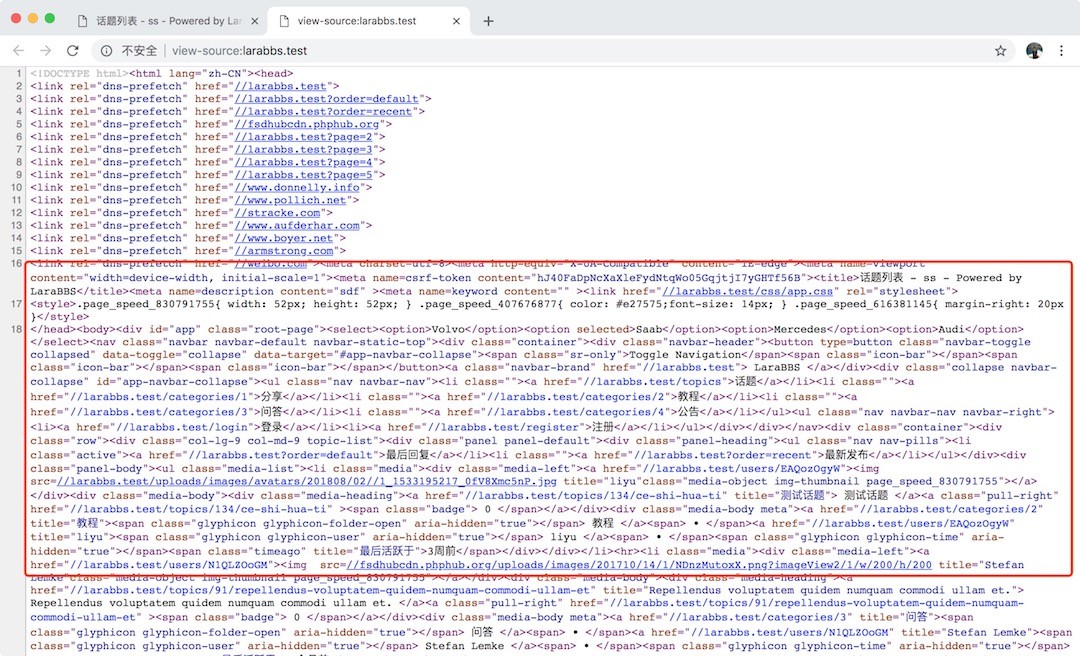 话题列表 - ss - Powered by Lar
view-source:larabbs.test
不安全
view-source:larabbs.test
1 <!DOCTYPE html><html lang="zh-CN"><head>
2 <link rel="dns-prefetch" href="//larabbs.test">
3 <link rel="dns-prefetch" href="//larabbs.test?order=default">
4 <link rel="dns-prefetch" href="//larabbs.test?order=recent">
5 <link rel="dns-prefetch" href="//fsdhubcdn.phphub.org">
6 <link rel="dns-prefetch" href="//larabbs.test?page=2">
7 <link rel="dns-prefetch" href="//larabbs.test?page=3">
8 <link rel="dns-prefetch" href="//larabbs.test?page=4">
9 <link rel="dns-prefetch" href="//larabbs.test?page=5">
10 <link rel="dns-prefetch" href="//www.donnelly.info">
11 <link rel="dns-prefetch" href="//www.pollich.net">
12 <link rel="dns-prefetch" href="//stracke.com">
13 <link rel="dns-prefetch" href="//www.aufderhar.com">
14 <link rel="dns-prefetch" href="//www.boyer.net">
15 <link rel="dns-prefetch" href="//armstrong.com">
16 <link rel="dns-prefetch" href="//weibo.com"><meta charset=utf-8><meta http-equiv="X-UA-Compatible" content="IE=edge"><meta name=viewport
content="width=device-width, initial-scale=1"><meta name=csrf-token content="hJ40FaDpNcXaXleFydNtqWo05GqjtjI7yGHTf56B"><title>话题列表 - ss - Powered by
LaraBBS</title><meta name=description content="sdf" ><meta name=keyword content="" ><link href="//larabbs.test/css/app.css" rel="stylesheet">
17 <style>.page_speed_830791755{ width: 52px; height: 52px; } .page_speed_407676877{ color: #e27575;font-size: 14px; } .page_speed_616381145{ margin-right: 20px
}</style>
18 </head><body><div id="app" class="root-page"><select><option>Volvo</option><option selected>Saab</option><option>Mercedes</option><option>Audi</option>
</select><nav class="navbar navbar-default navbar-static-top"><div class="container"><div class="navbar-header"><button type=button class="navbar-toggle
collapsed" data-toggle="collapse" data-target="#app-navbar-collapse"><span class="sr-only">Toggle Navigation</span><span class="icon-bar"></span><span
class="icon-bar"></span><span class="icon-bar"></span></button><a class="navbar-brand" href="//larabbs.test"> LaraBBS </a></div><div class="collapse navbar-
collapse" id="app-navbar-collapse"><ul class="nav navbar-nav"><li class=""><a href="//larabbs.test/topics">话题</a></li><li class=""><a
href="//larabbs.test/categories/1">分享</a></li><li class=""><a href="//larabbs.test/categories/2">教程</a></li><li class=""><a
href="//larabbs.test/categories/3">问答</a></li><li class=""><a href="//larabbs.test/categories/4">公告</a></li></ul><ul class="nav navbar-nav navbar-right">
<li><a href="//larabbs.test/login">登录</a></li><li><a href="//larabbs.test/register">注册</a></li></ul></div></div></nav><div class="container"><div
class="row"><div class="col-lg-9 col-md-9 topic-list"><div class="panel panel-default"><div class="panel-heading"><ul class="nav nav-pills"><li
class="active"><a href="//larabbs.test?order=default">最后回复</a></li><li class=""><a href="//larabbs.test?order=recent">最新发布</a></li></ul></div><div
class="panel-body"><ul class="media-list"><li class="media"><div class="media-left"><a href="//larabbs.test/users/EAQozOgyW"><img
src=//larabbs.test/uploads/images/avatars/201808/02//1_1533195217_0fV8Xmc5nP.jpg title="liyu"class="media-object img-thumbnail page_speed_830791755"></a>
</div><div class="media-body"><div class="media-heading"><a href="//larabbs.test/topics/134/ce-shi-hua-ti" title="测试话题"> 测试话题 </a><a class="pull-right"
href="//larabbs.test/topics/134/ce-shi-hua-ti" ><span class="badge"> 0 </span></a></div><div class="media-body meta"><a href="//larabbs.test/categories/2"
title="教程"><span class="glyphicon glyphicon-folder-open" aria-hidden="true"></span> 教程 </a><span> • </span><a href="//larabbs.test/users/EAQozOgyW"
title="liyu"><span class="glyphicon glyphicon-user" aria-hidden="true"></span> liyu </a><span> • </span><span class="glyphicon glyphicon-time" aria-
hidden="true"></span><span class="timeago" title="最后活跃于">3周前</span></div></div></li><hr><li class="media"><div class="media-left"><a
href="//larabbs.test/users/N1QLZOoGM"><img  src=//fsdhubcdn.phphub.org/uploads/images/201710/14/1/NDnzMutoxX.png?imageView2/1/w/200/h/200 title="Stefan
Lemke"class="media-object img-thumbnail page_speed_830791755"></a></div><div class="media-body"><div class="media-heading"><a
href="//larabbs.test/topics/91/repellendus-voluptatem-quidem-numquam-commodi-ullam-et" title="Repellendus voluptatem quidem numquam commodi ullam et.">
Repellendus voluptatem quidem numquam commodi ullam et. </a><a class="pull-right" href="//larabbs.test/topics/91/repellendus-voluptatem-quidem-numquam-
commodi-ullam-et" ><span class="badge"> 0 </span></a></div><div class="media-body meta"><a href="//larabbs.test/categories/3" title="问答"><span
class="glyphicon glyphicon-folder-open" aria-hidden="true"></span> 问答 </a><span> • </span><a href="//larabbs.test/users/N1QLZOoGM" title="Stefan Lemke"><span
class="glyphicon glyphicon-user" aria-hidden="true"></span> Stefan Lemke </a><span> • </span><span class="glyphicon glyphicon-time" aria-hidden="true"></span>